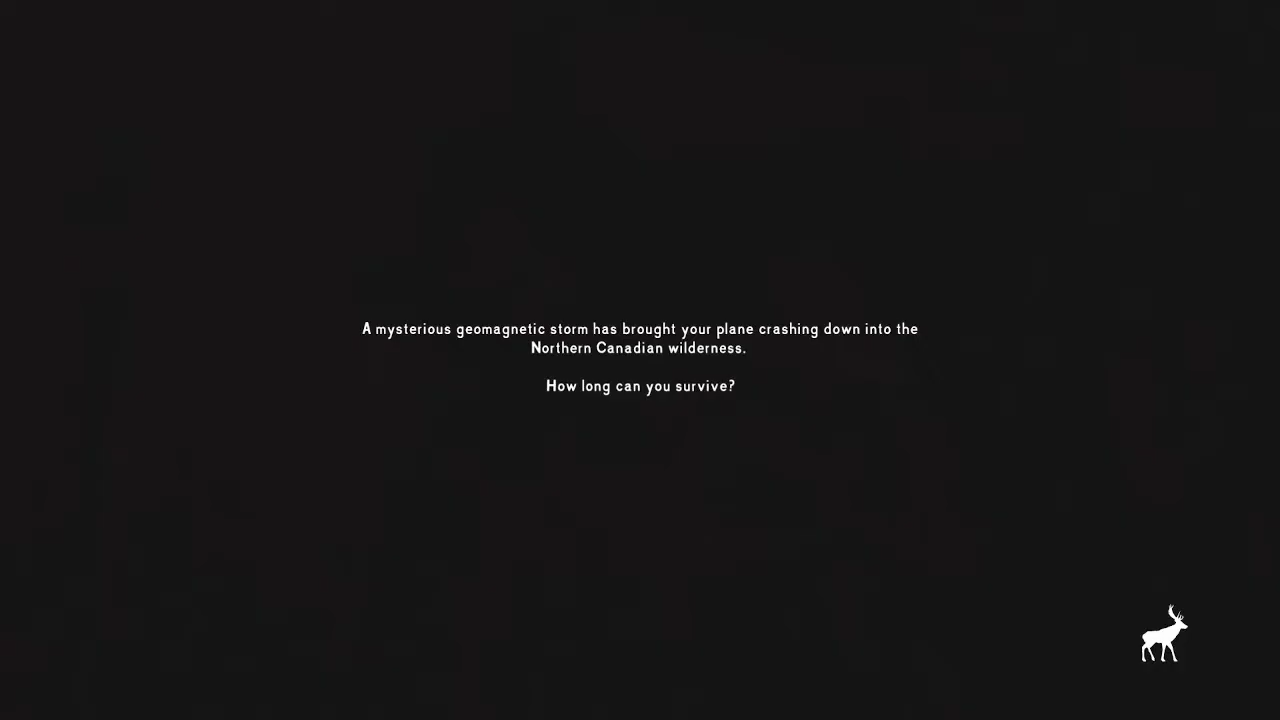 A mysterious geomagnetic storm has brought your plane crashing down into the
Northern Canadian wilderness.
How long can you survive?